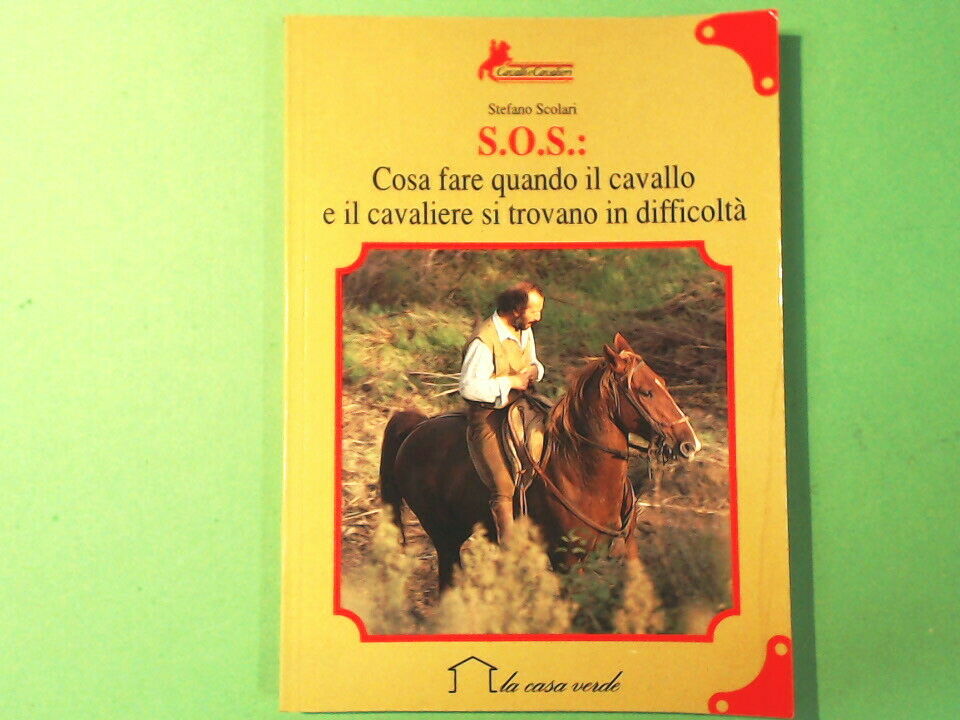 Cavalli e Cavalieri
Stefano Scolari
S.O.S.:
Cosa fare quando il cavallo
e il cavaliere si trovano in difficoltà
la casa verde